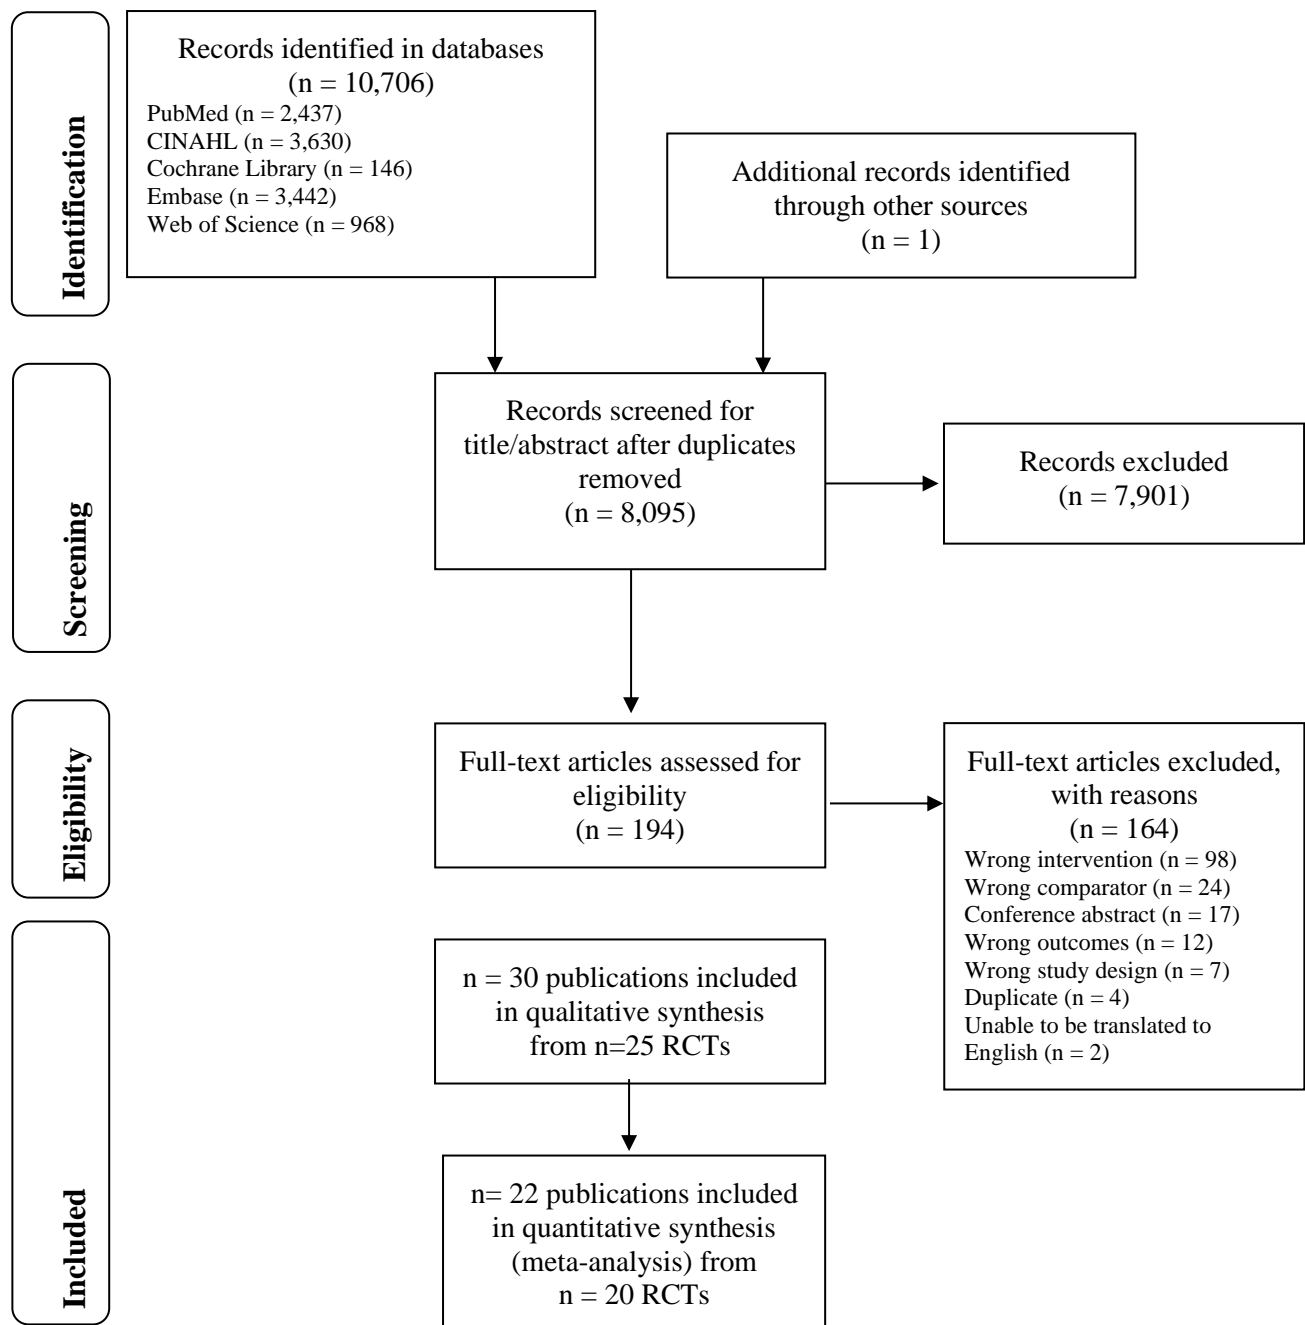 Identification
Records identified in databases
(n = 10,706)
PubMed (n = 2,437)
CINAHL (n = 3,630)
Cochrane Library (n = 146)
Embase (n = 3,442)
Web of Science (n = 968)
Additional records identified
through other sources
(n = 1)
Screening
Records screened for
title/abstract after duplicates
removed
(n = 8,095)
Records excluded
(n = 7,901)
Eligibility
Full-text articles assessed for
eligibility
(n = 194)
Full-text articles excluded,
with reasons
(n = 164)
Wrong intervention (n = 98)
Wrong comparator (n = 24)
Conference abstract (n = 17)
Wrong outcomes (n = 12)
Wrong study design (n = 7)
Duplicate (n = 4)
Unable to be translated to
English (n = 2)
Included
n = 30 publications included
in qualitative synthesis
from n=25 RCTs
n= 22 publications included
in quantitative synthesis
(meta-analysis) from
n = 20 RCTs